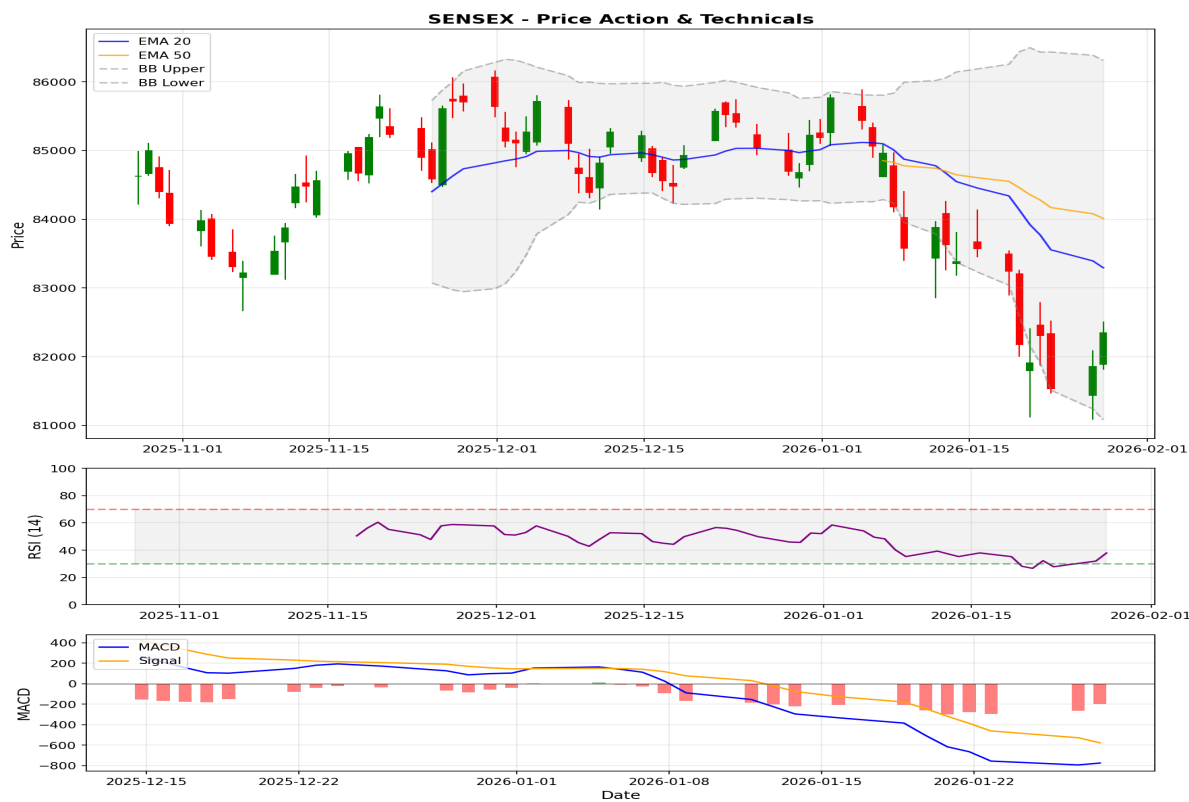 SENSEX - Price Action & Technicals
EMA 20
EMA 50
BB Upper
BB Lower
Price
86000
85000
84000
83000
82000
81000
2025-11-01 2025-11-15 2025-12-01 2025-12-15 2026-01-01 2026-01-15 2026-02-01
RSI (14)
100
80
60
40
20
0
2025-11-01 2025-11-15 2025-12-01 2025-12-15 2026-01-01 2026-01-15 2026-02-01
MACD
Signal
MACD
400
200
0
−200
−400
−600
−800
2025-12-15 2025-12-22 2026-01-01 2026-01-08 2026-01-15 2026-01-22
Date